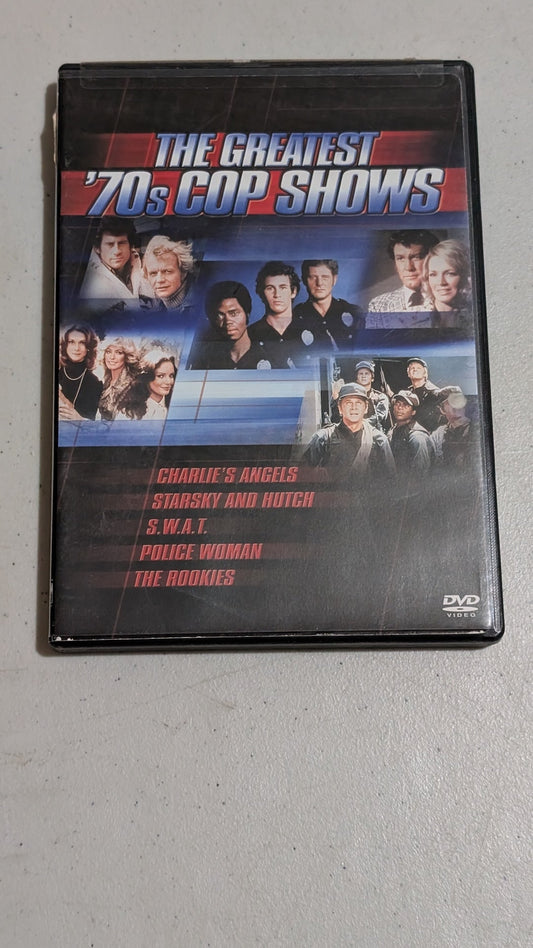 THE GREATEST
'70s COP SHOWS
CHARLIE'S ANGELS
STARSKY AND HUTCH
S.W.A.T.
POLICE WOMAN
THE ROOKIES
DVD
VIDEO